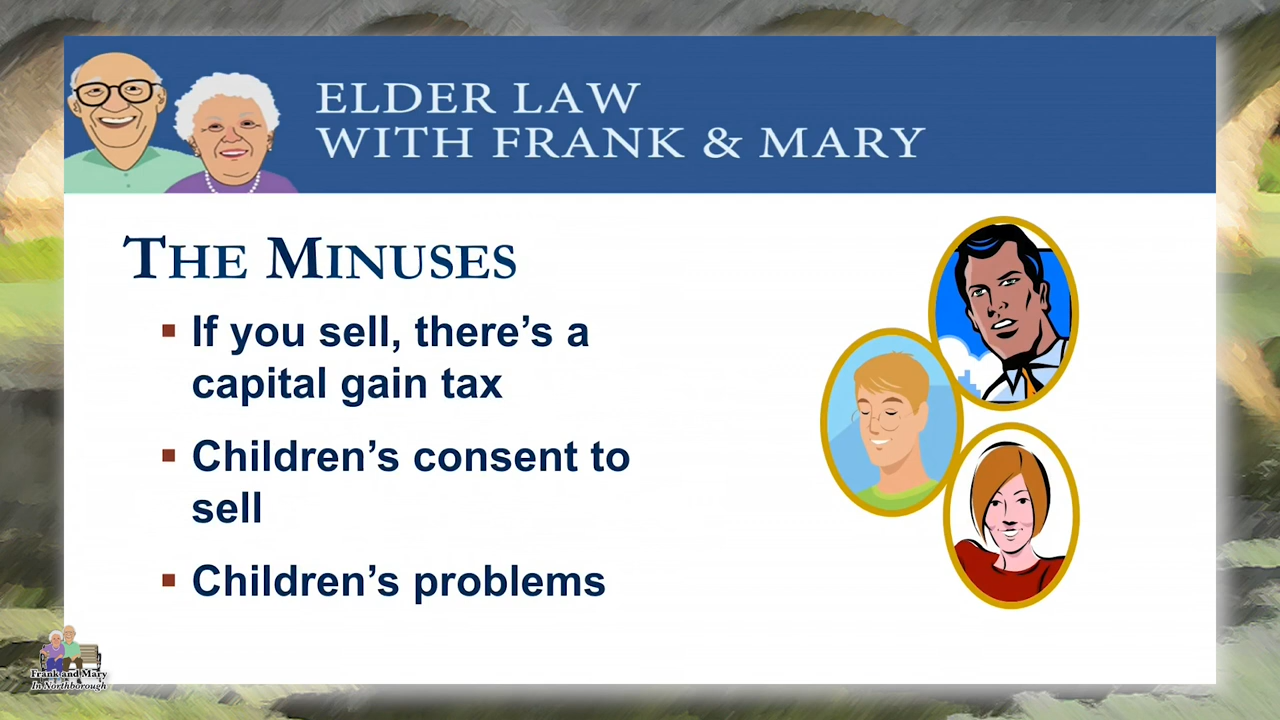 ELDER LAW
WITH FRANK & MARY
THE MINUSES
▪ If you sell, there's a
capital gain tax
▪ Children's consent to
sell
▪ Children's problems
Frank and Mary
In Northborough